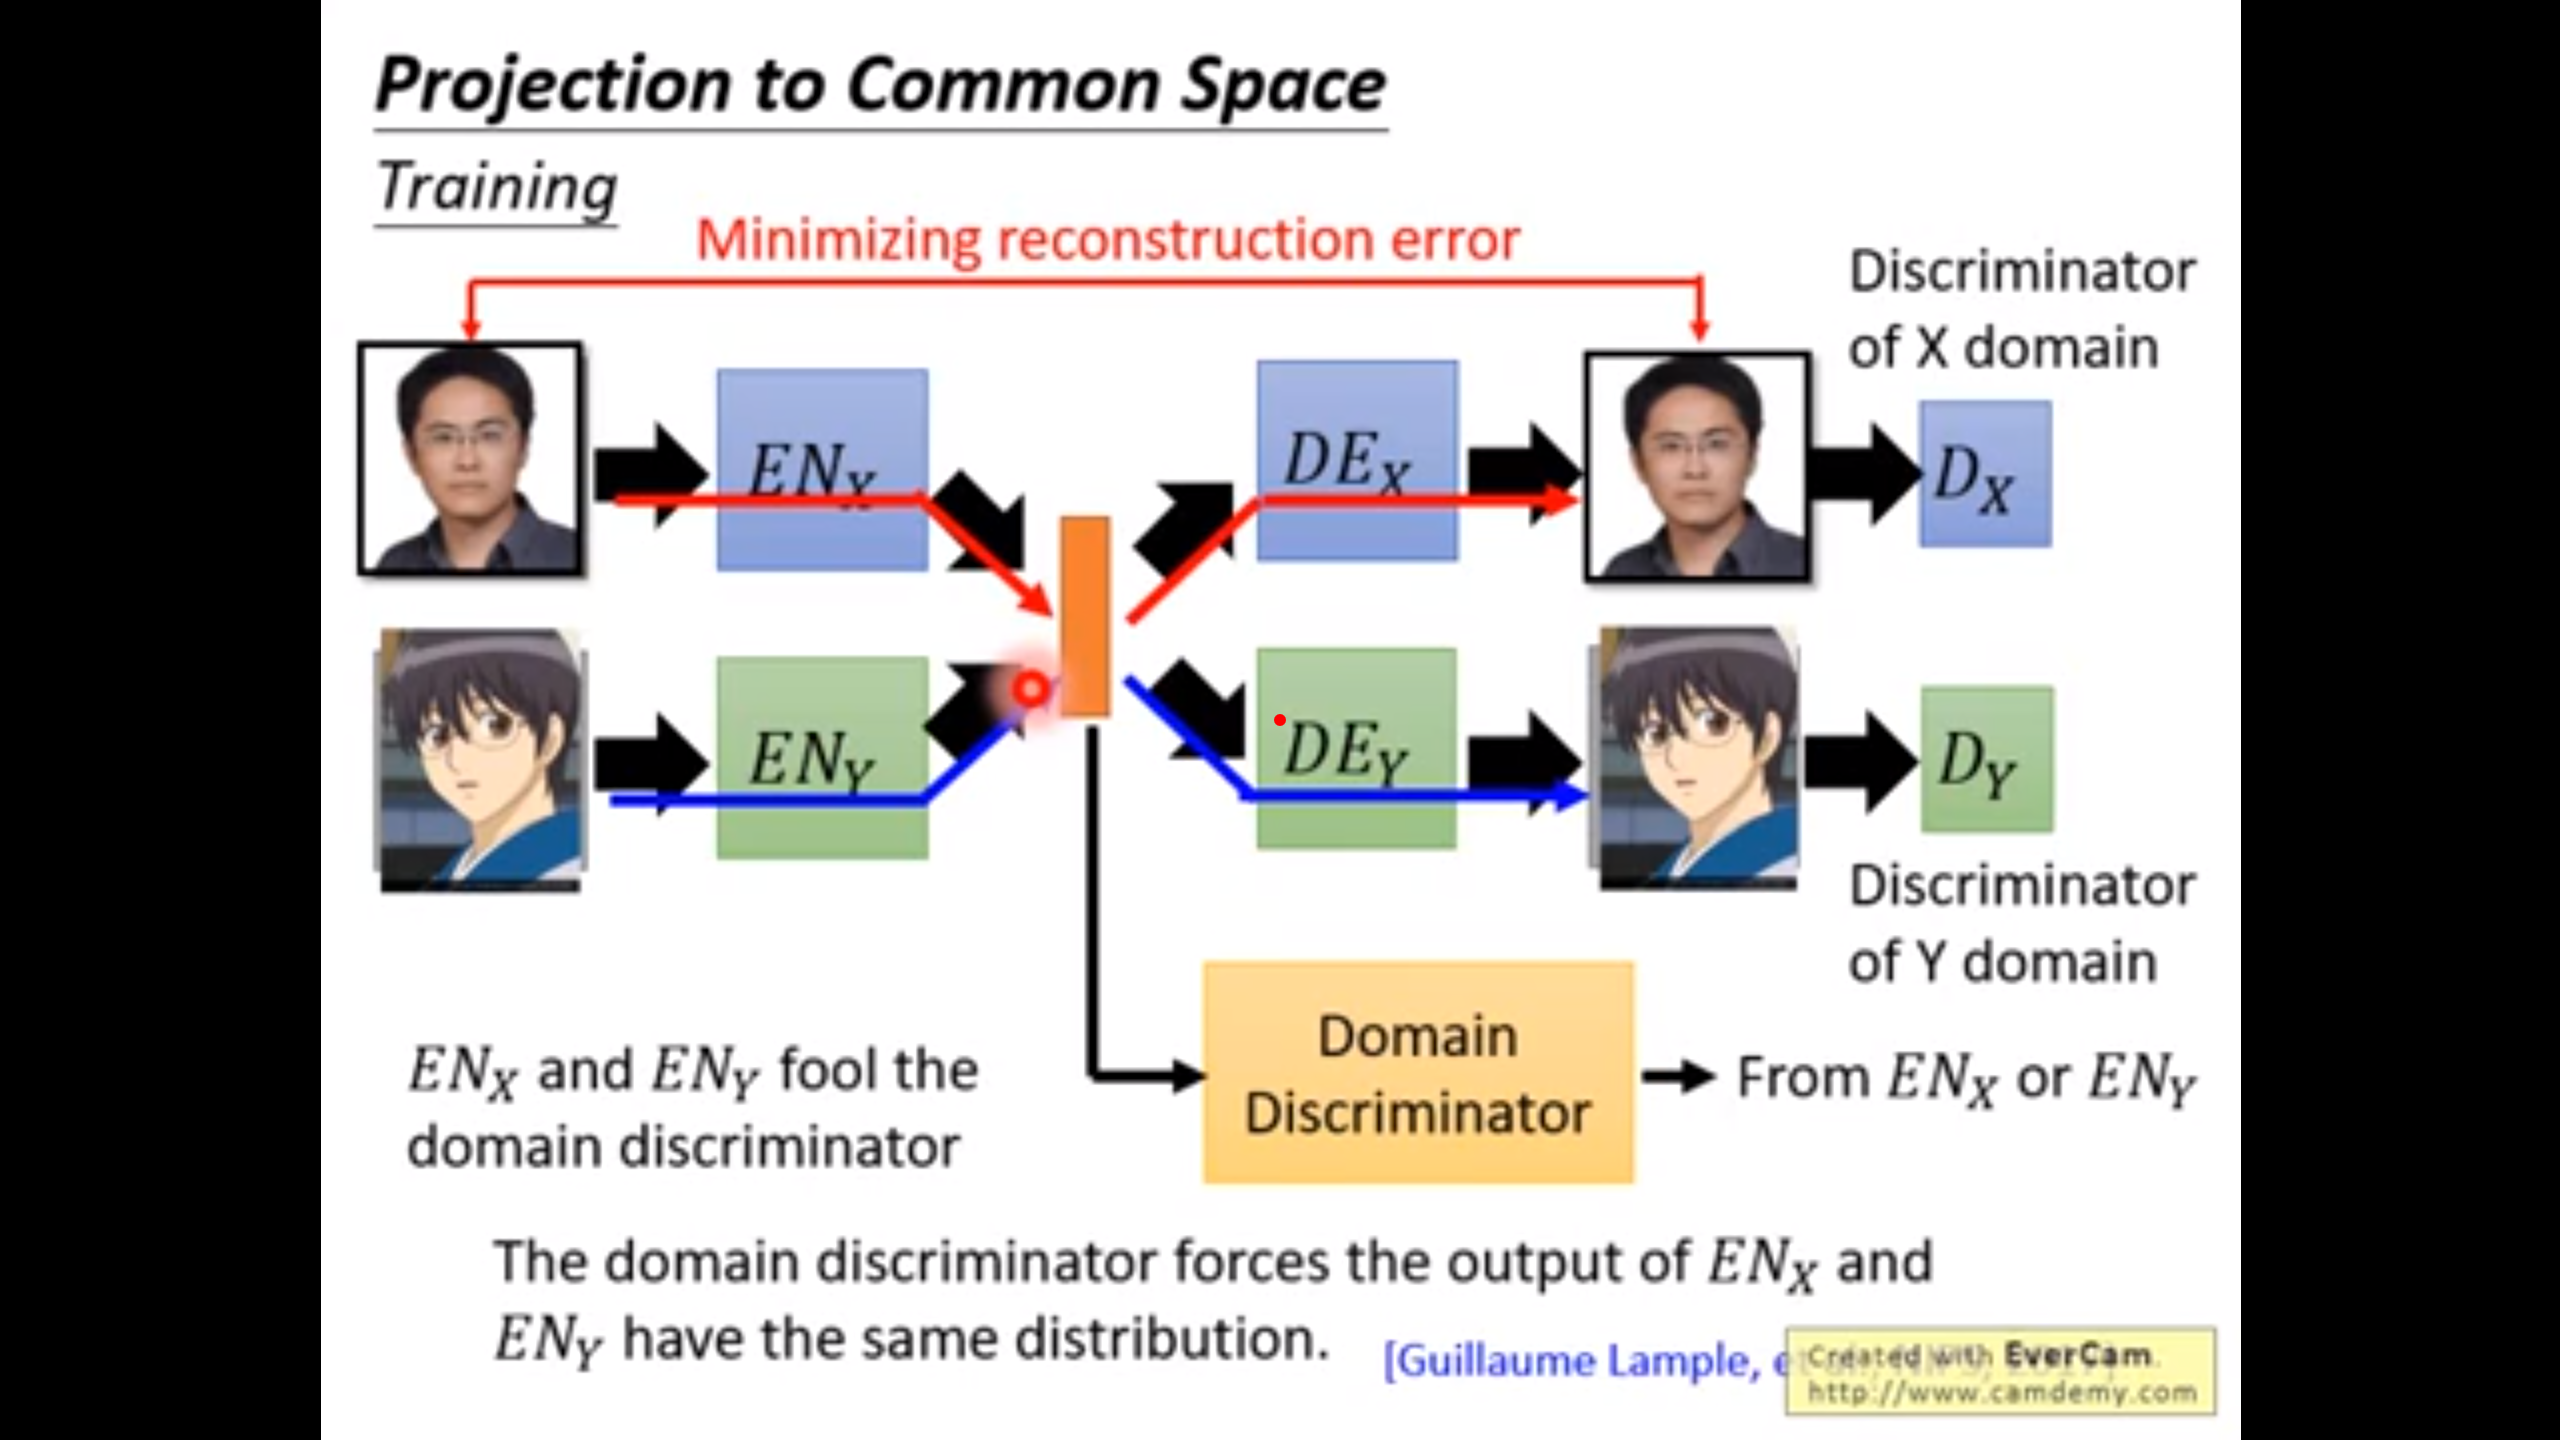 Projection to Common Space
Training
Minimizing reconstruction error
Discriminator
of X domain
EN_X
DE_X
D_X
EN_Y
DE_Y
D_Y
Discriminator
of Y domain
Domain
Discriminator
From EN_X or EN_Y
EN_X and EN_Y fool the
domain discriminator
The domain discriminator forces the output of EN_X and
EN_Y have the same distribution.
[Guillaume Lample,
Created with EverCam.
http://www.camdemy.com